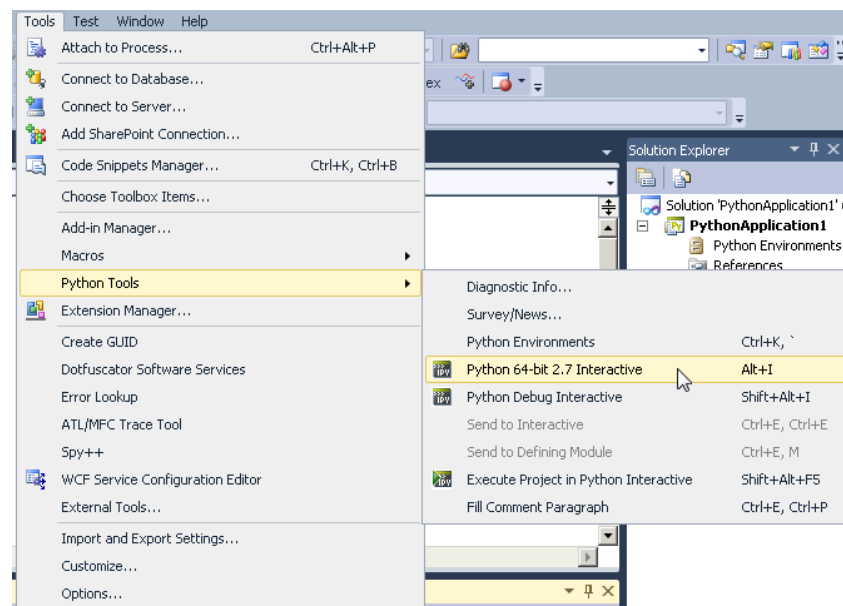 Tools Test Window Help
Attach to Process... Ctrl+Alt+P
Connect to Database...
ex
Connect to Server...
Add SharePoint Connection...
Code Snippets Manager... Ctrl+K, Ctrl+B
Choose Toolbox Items...
Add-in Manager...
Macros
Python Tools
Extension Manager...
Create GUID
Dotfuscator Software Services
Error Lookup
ATL/MFC Trace Tool
Spy++
WCF Service Configuration Editor
External Tools...
Import and Export Settings...
Customize...
Options...
Solution Explorer
Solution 'PythonApplication1' 
PythonApplication1
Python Environments
References
Diagnostic Info...
Survey/News...
Python Environments Ctrl+K, `
Python 64-bit 2.7 Interactive Alt+I
Python Debug Interactive Shift+Alt+I
Send to Interactive Ctrl+E, Ctrl+E
Send to Defining Module Ctrl+E, M
Execute Project in Python Interactive Shift+Alt+F5
Fill Comment Paragraph Ctrl+E, Ctrl+P